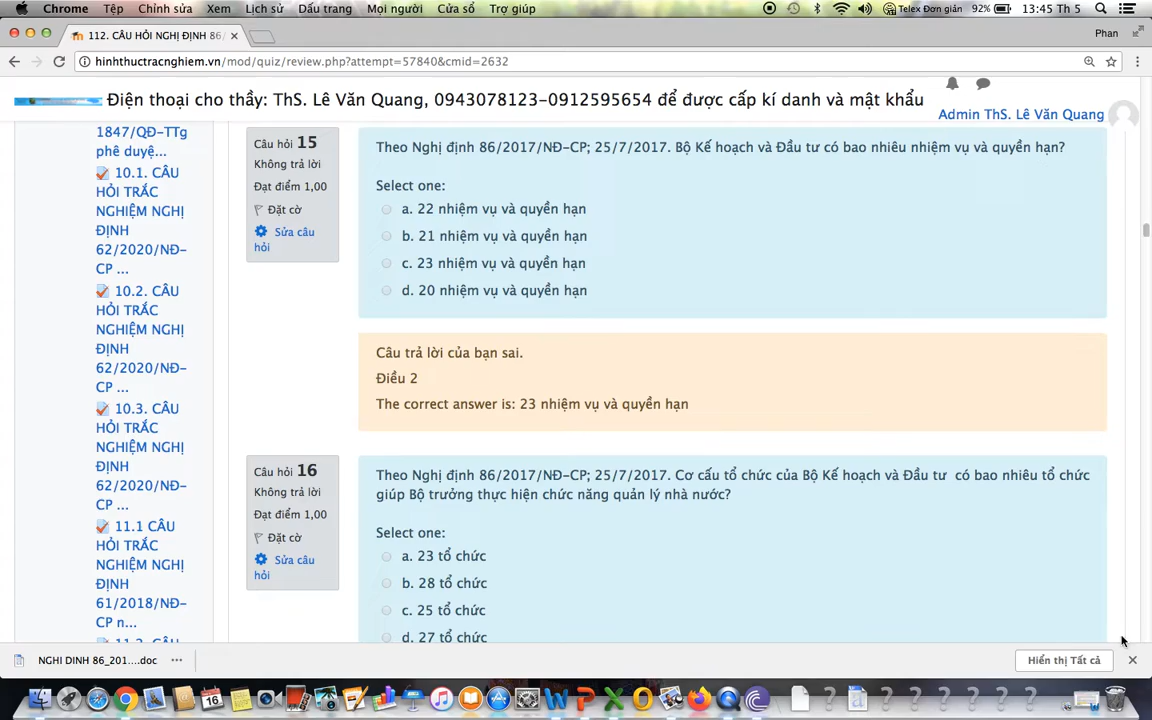 Chrome Tệp Chỉnh sửa Xem Lịch sử Dấu trang Mọi người Cửa sổ Trợ giúp Telex Đơn giản 92% 13:45 Th 5
112. CÂU HỎI NGHỊ ĐỊNH 86/ Phan
hinhthuctracnghiem.vn/mod/quiz/review.php?attempt=57840&cmid=2632
Điện thoại cho thầy: ThS. Lê Văn Quang, 0943078123-0912595654 để được cấp kí danh và mật khẩu
Admin ThS. Lê Văn Quang
1847/QĐ-TTg
phê duyệ...
10.1. CÂU
HỎI TRẮC
NGHIỆM NGHỊ
ĐỊNH
62/2020/NĐ-
CP ...
10.2. CÂU
HỎI TRẮC
NGHIỆM NGHỊ
ĐỊNH
62/2020/NĐ-
CP ...
10.3. CÂU
HỎI TRẮC
NGHIỆM NGHỊ
ĐỊNH
62/2020/NĐ-
CP ...
11.1 CÂU
HỎI TRẮC
NGHIỆM NGHỊ
ĐỊNH
61/2018/NĐ-
CP n...
Câu hỏi 15
Không trả lời
Đạt điểm 1,00
Đặt cờ
Sửa câu
hỏi
Theo Nghị định 86/2017/NĐ-CP; 25/7/2017. Bộ Kế hoạch và Đầu tư có bao nhiêu nhiệm vụ và quyền hạn?
Select one:
a. 22 nhiệm vụ và quyền hạn
b. 21 nhiệm vụ và quyền hạn
c. 23 nhiệm vụ và quyền hạn
d. 20 nhiệm vụ và quyền hạn
Câu trả lời của bạn sai.
Điều 2
The correct answer is: 23 nhiệm vụ và quyền hạn
Câu hỏi 16
Không trả lời
Đạt điểm 1,00
Đặt cờ
Sửa câu
hỏi
Theo Nghị định 86/2017/NĐ-CP; 25/7/2017. Cơ cấu tổ chức của Bộ Kế hoạch và Đầu tư có bao nhiêu tổ chức
giúp Bộ trưởng thực hiện chức năng quản lý nhà nước?
Select one:
a. 23 tổ chức
b. 28 tổ chức
c. 25 tổ chức
d. 27 tổ chức
NGHI DINH 86_201....doc
Hiển thị Tất cả